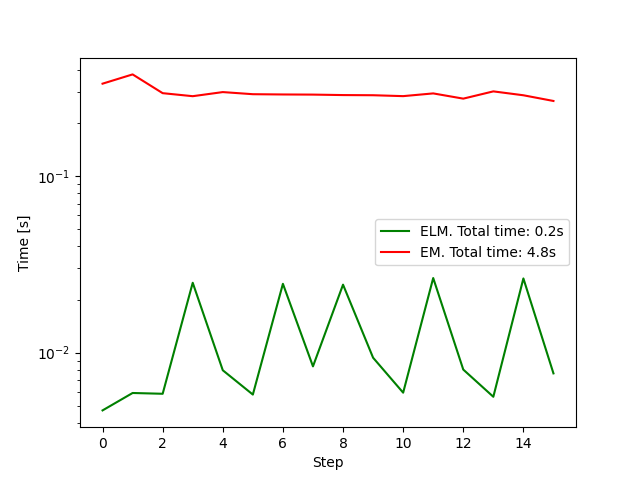 10⁻¹
10⁻²
Time [s]
ELM. Total time: 0.2s
EM. Total time: 4.8s
0 2 4 6 8 10 12 14
Step